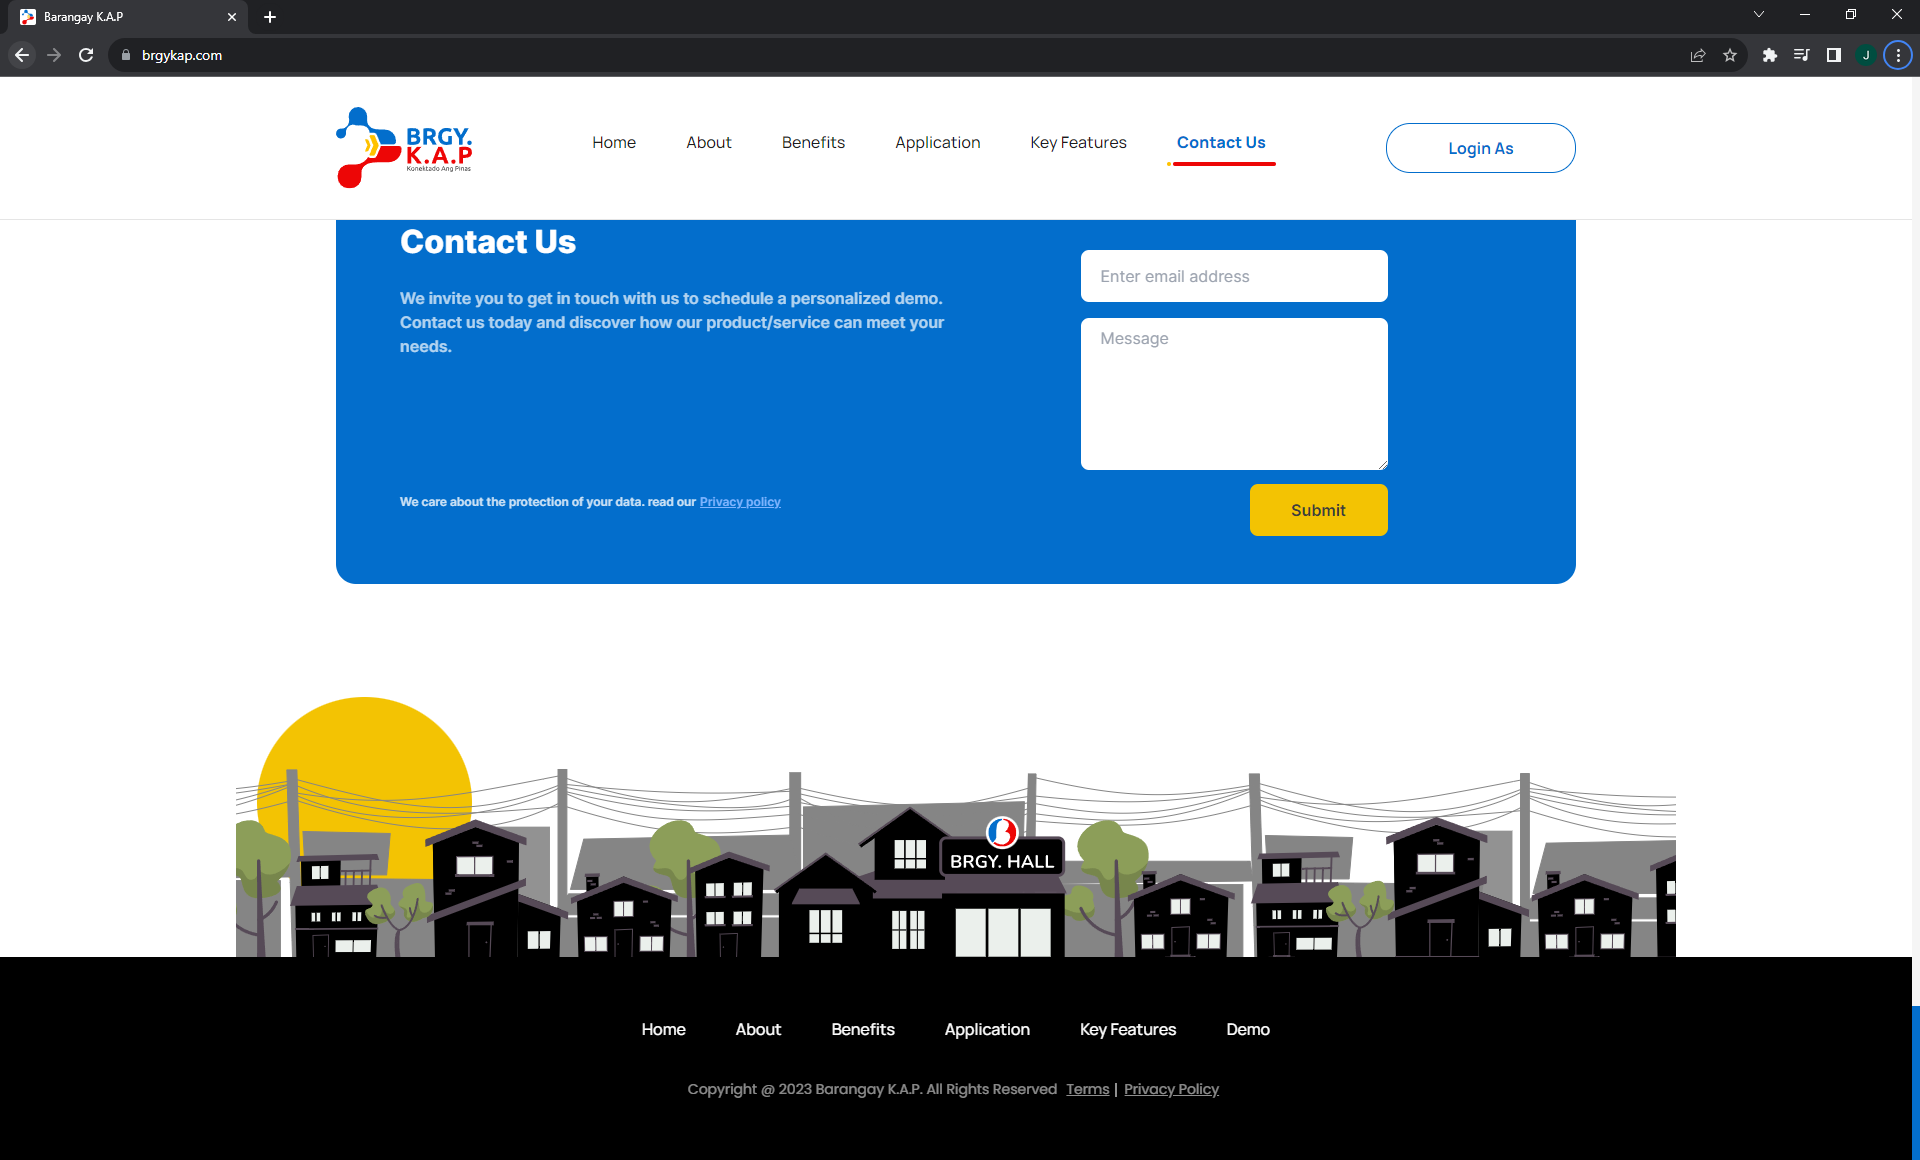 Barangay K.A.P
brgykap.com
J
BRGY.
K.A.P
Konektado Ang Pinas
Home
About
Benefits
Application
Key Features
Contact Us
Login As
Contact Us
We invite you to get in touch with us to schedule a personalized demo.
Contact us today and discover how our product/service can meet your
needs.
Enter email address
Message
We care about the protection of your data. read our Privacy policy
Submit
BRGY. HALL
Home
About
Benefits
Application
Key Features
Demo
Copyright @ 2023 Barangay K.A.P. All Rights Reserved Terms | Privacy Policy